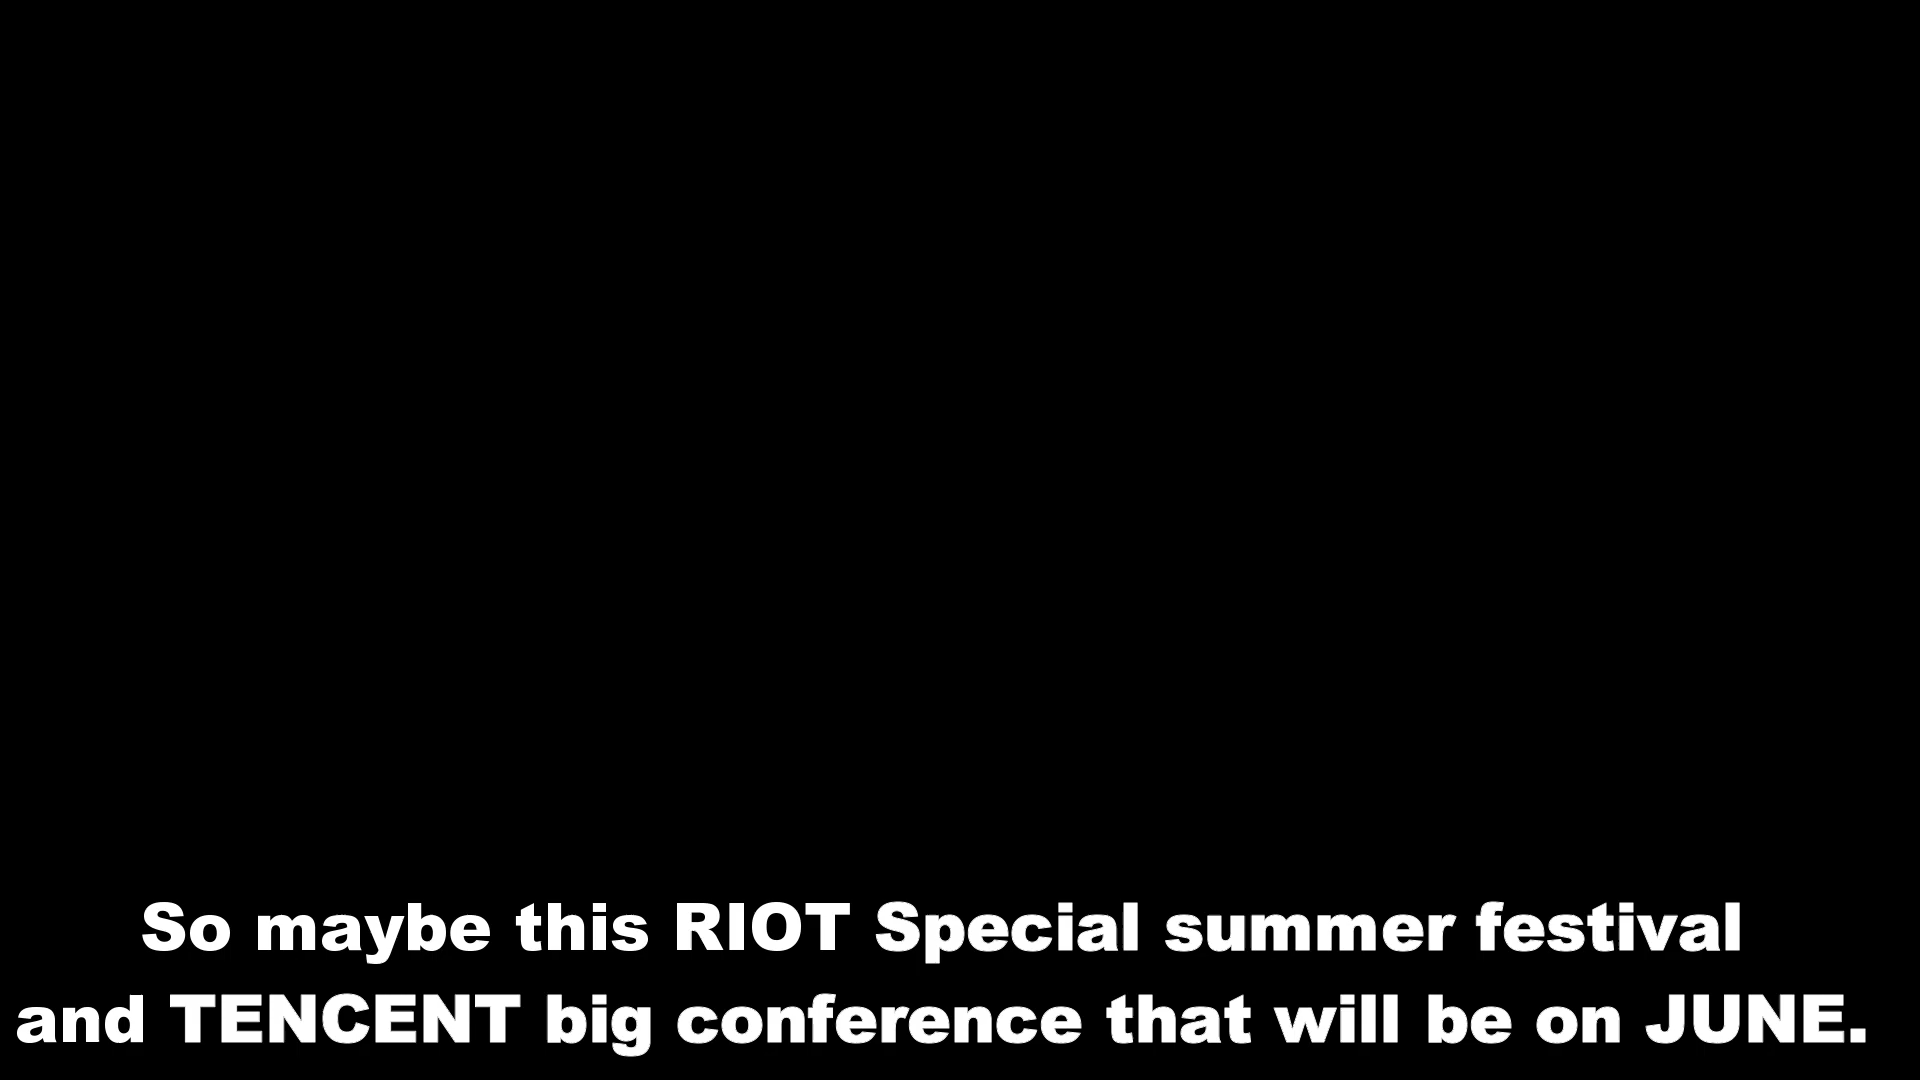 So maybe this RIOT Special summer festival
and TENCENT big conference that will be on JUNE.